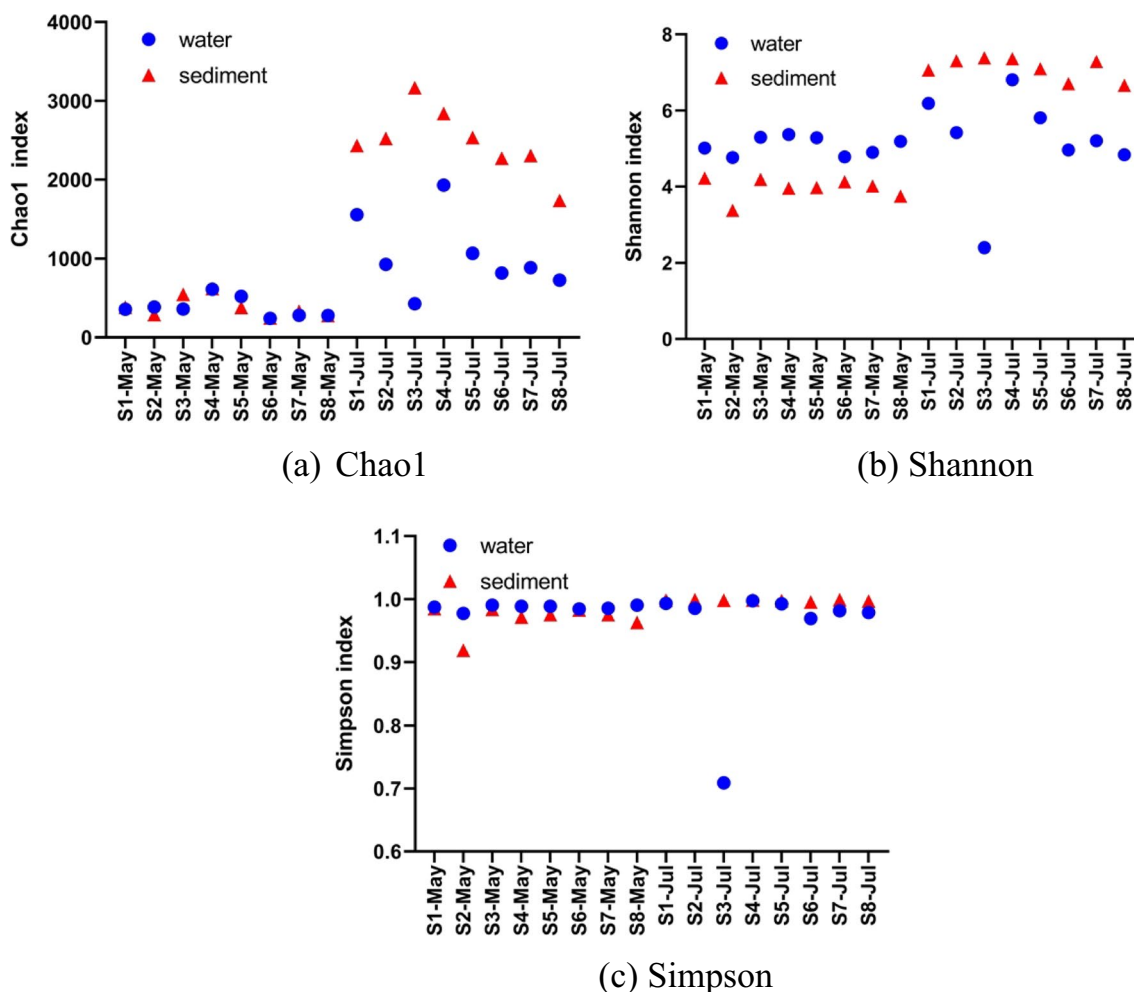 4000
3000
2000
1000
0
Chao1 index
water
sediment
S1-May
S2-May
S3-May
S4-May
S5-May
S6-May
S7-May
S8-May
S1-Jul
S2-Jul
S3-Jul
S4-Jul
S5-Jul
S6-Jul
S7-Jul
S8-Jul
(a) Chao1
8
6
4
2
0
Shannon index
water
sediment
S1-May
S2-May
S3-May
S4-May
S5-May
S6-May
S7-May
S8-May
S1-Jul
S2-Jul
S3-Jul
S4-Jul
S5-Jul
S6-Jul
S7-Jul
S8-Jul
(b) Shannon
1.1
1.0
0.9
0.8
0.7
0.6
Simpson index
water
sediment
S1-May
S2-May
S3-May
S4-May
S5-May
S6-May
S7-May
S8-May
S1-Jul
S2-Jul
S3-Jul
S4-Jul
S5-Jul
S6-Jul
S7-Jul
S8-Jul
(c) Simpson